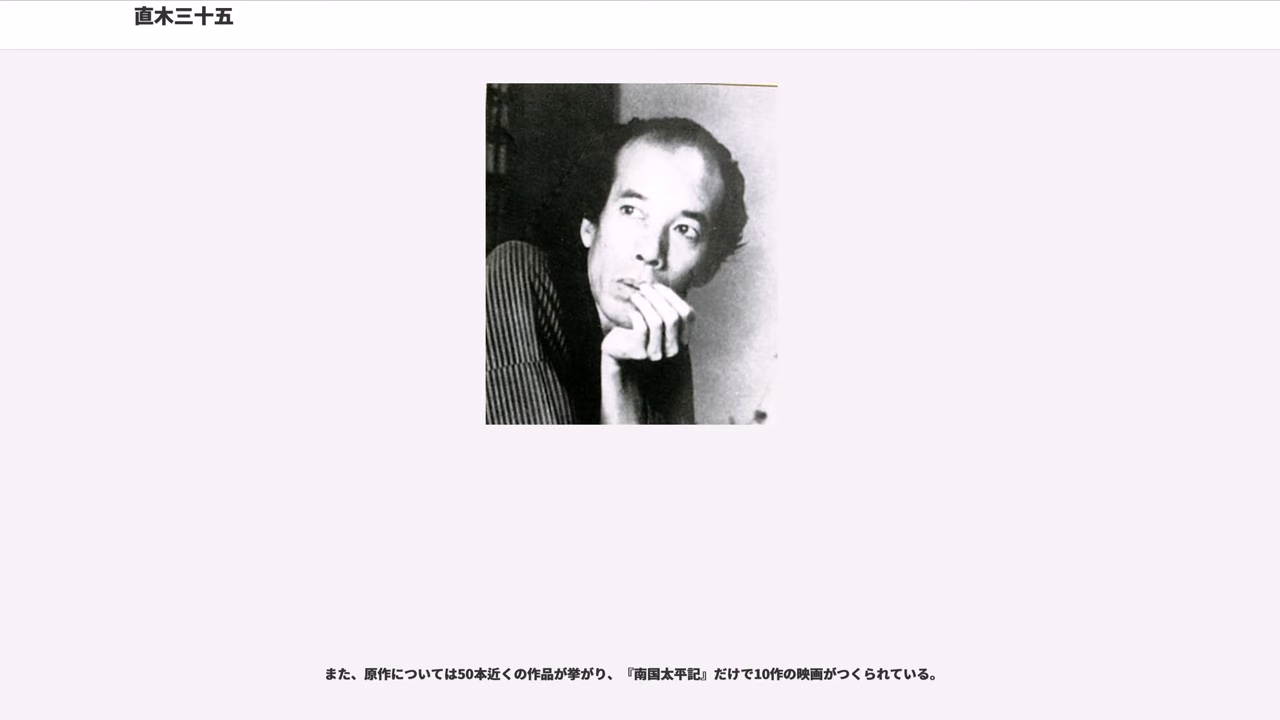 直木三十五
また、原作については50本近くの作品が挙がり、『南国太平記』だけで10作の映画がつくられている。